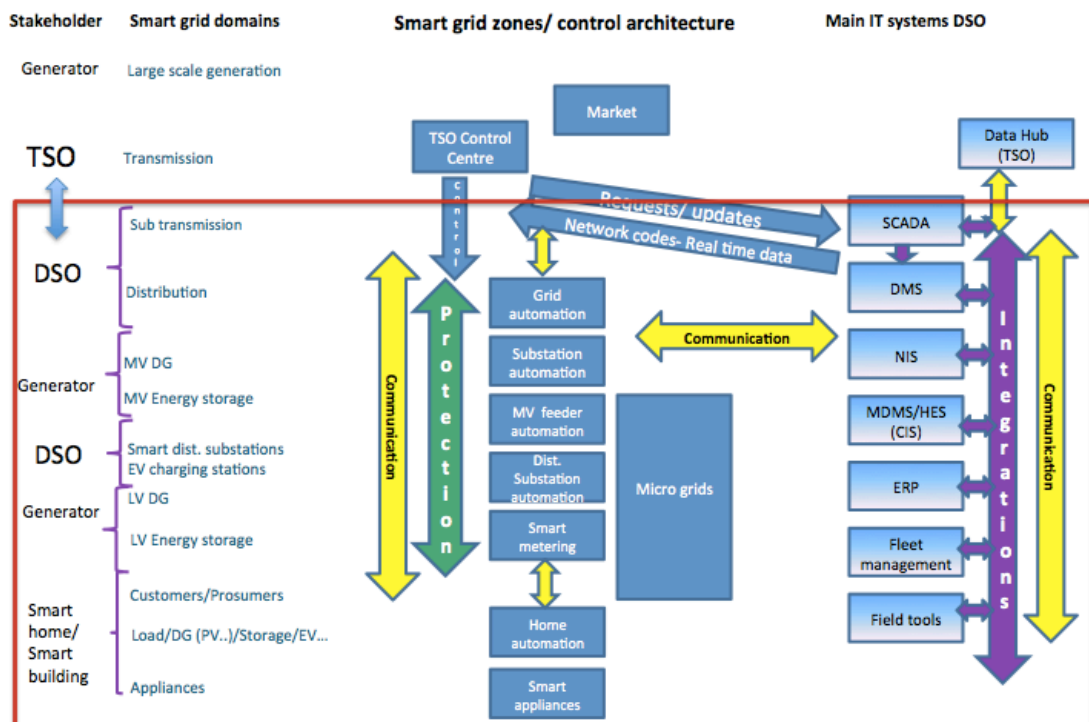 Stakeholder
Smart grid domains
Smart grid zones/ control architecture
Main IT systems DSO
Generator
Large scale generation
Market
TSO Control
Centre
Data Hub
(TSO)
TSO
Transmission
control
Requests/ updates
Network codes- Real time data
Sub transmission
SCADA
DSO
Distribution
DMS
Protection
Communication
Grid
automation
Communication
Integrations
Communication
MV DG
Generator
MV Energy storage
Substation
automation
NIS
MV feeder
automation
MDMS/HES
(CIS)
DSO
Smart dist. substations
EV charging stations
Dist.
Substation automation
Micro grids
ERP
Generator
LV DG
LV Energy storage
Smart
metering
Fleet
management
Customers/Prosumers
Smart
home/
Smart
building
Load/DG (PV..)/Storage/EV...
Home
automation
Field tools
Appliances
Smart
appliances